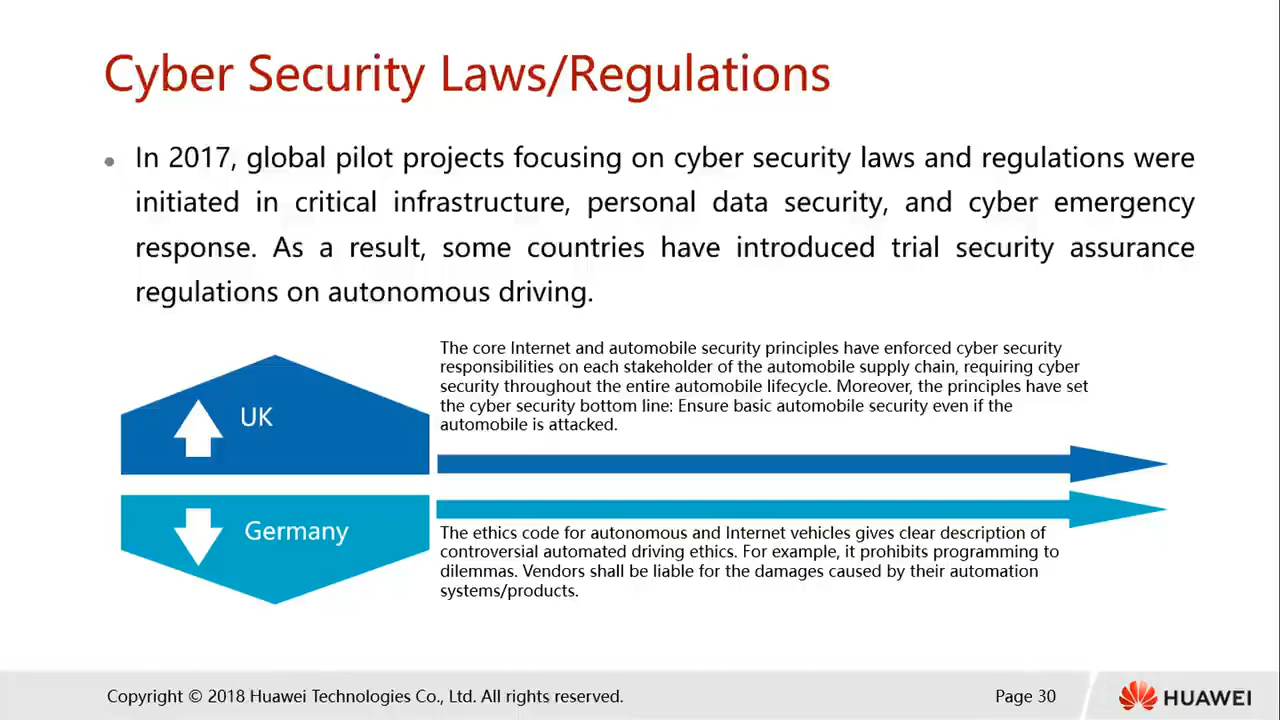 Cyber Security Laws/Regulations
• In 2017, global pilot projects focusing on cyber security laws and regulations were
initiated in critical infrastructure, personal data security, and cyber emergency
response. As a result, some countries have introduced trial security assurance
regulations on autonomous driving.
The core Internet and automobile security principles have enforced cyber security
responsibilities on each stakeholder of the automobile supply chain, requiring cyber
security throughout the entire automobile lifecycle. Moreover, the principles have set
the cyber security bottom line: Ensure basic automobile security even if the
automobile is attacked.
UK
Germany
The ethics code for autonomous and Internet vehicles gives clear description of
controversial automated driving ethics. For example, it prohibits programming to
dilemmas. Vendors shall be liable for the damages caused by their automation
systems/products.
Copyright © 2018 Huawei Technologies Co., Ltd. All rights reserved.
Page 30
HUAWEI